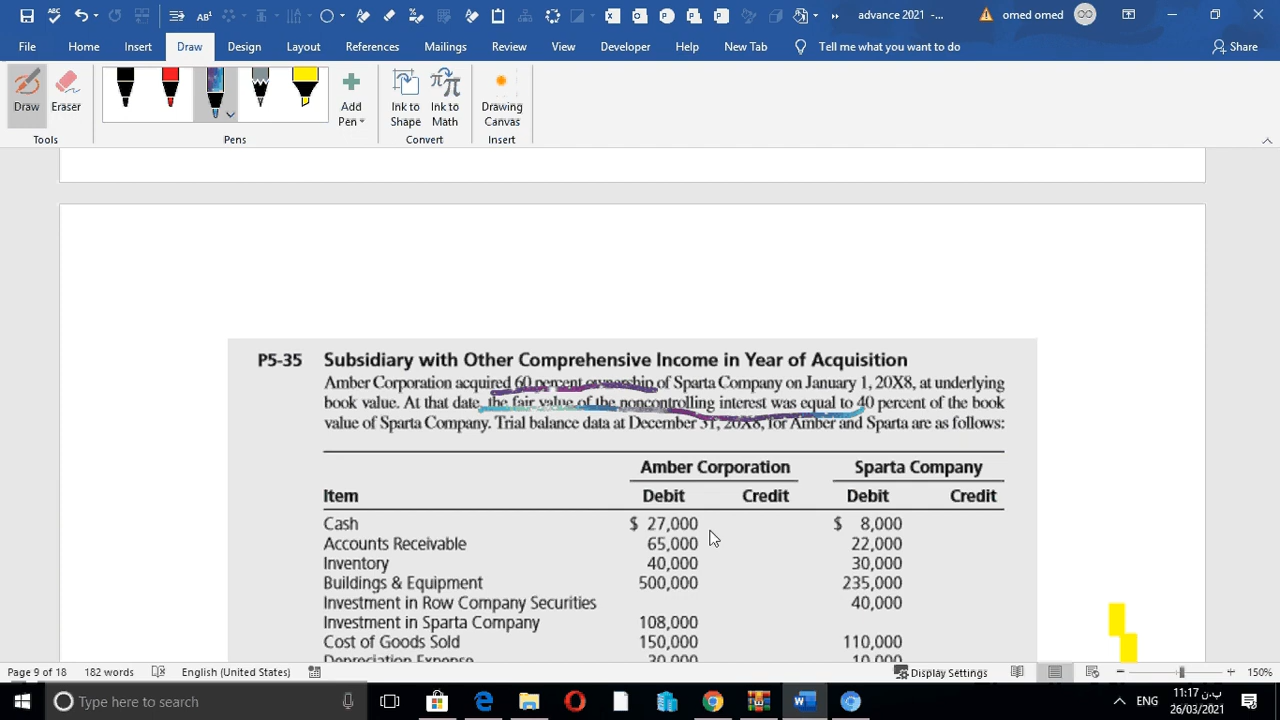 advance 2021 -... omed omed OO
File Home Insert Draw Design Layout References Mailings Review View Developer Help New Tab Tell me what you want to do Share
Draw Eraser Add Pen Ink to Shape Ink to Math Drawing Canvas
Tools Pens Convert Insert
P5-35 Subsidiary with Other Comprehensive Income in Year of Acquisition
Amber Corporation acquired 60 percent ownership of Sparta Company on January 1, 20X8, at underlying
book value. At that date, the fair value of the noncontrolling interest was equal to 40 percent of the book
value of Sparta Company. Trial balance data at December 31, 20X8, for Amber and Sparta are as follows:
Amber Corporation Sparta Company
Item Debit Credit Debit Credit
Cash $ 27,000 $ 8,000
Accounts Receivable 65,000 22,000
Inventory 40,000 30,000
Buildings & Equipment 500,000 235,000
Investment in Row Company Securities 40,000
Investment in Sparta Company 108,000
Cost of Goods Sold 150,000 110,000
Depreciation Expense 30,000 10,000
Page 9 of 18 182 words English (United States) Display Settings 150%
Type here to search ENG 11:17 ب.ن
26/03/2021